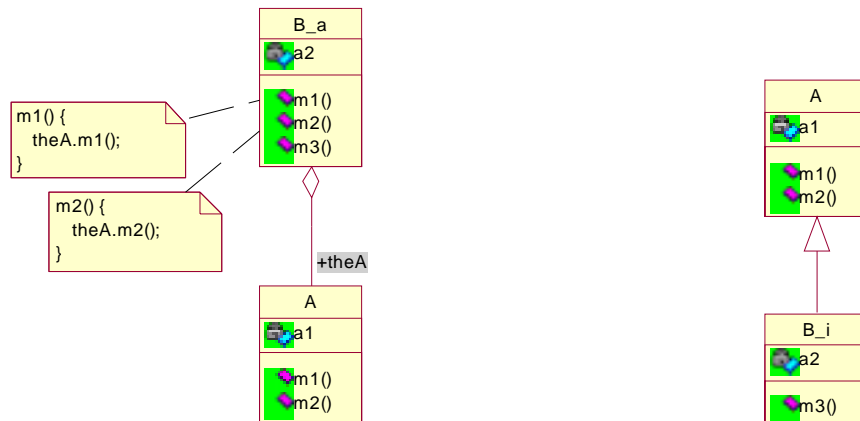 B_a
a2
m1()
m2()
m3()
m1() {
theA.m1();
}
m2() {
theA.m2();
}
+theA
A
a1
m1()
m2()
A
a1
m1()
m2()
B_i
a2
m3()